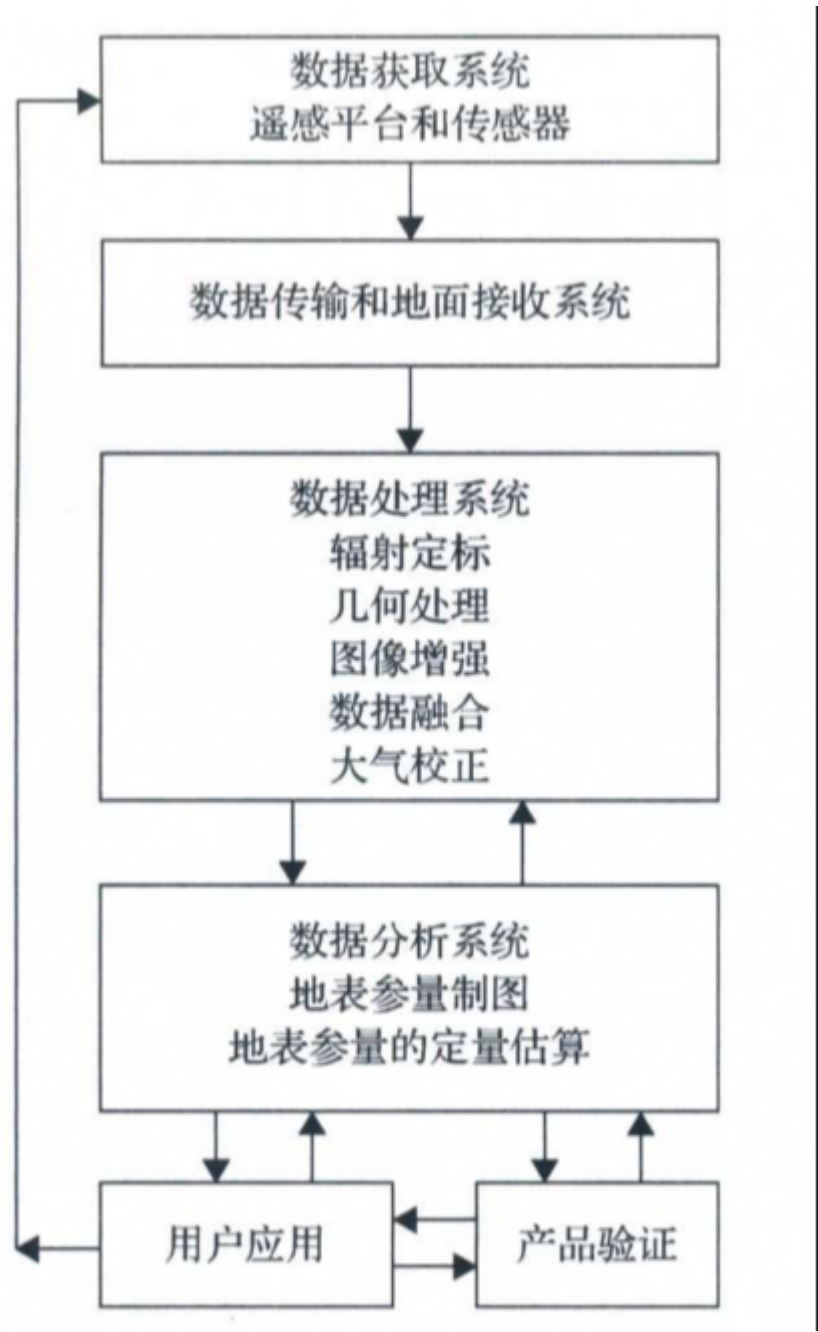 数据获取系统
遥感平台和传感器
数据传输和地面接收系统
数据处理系统
辐射定标
几何处理
图像增强
数据融合
大气校正
数据分析系统
地表参量制图
地表参量的定量估算
用户应用
产品验证